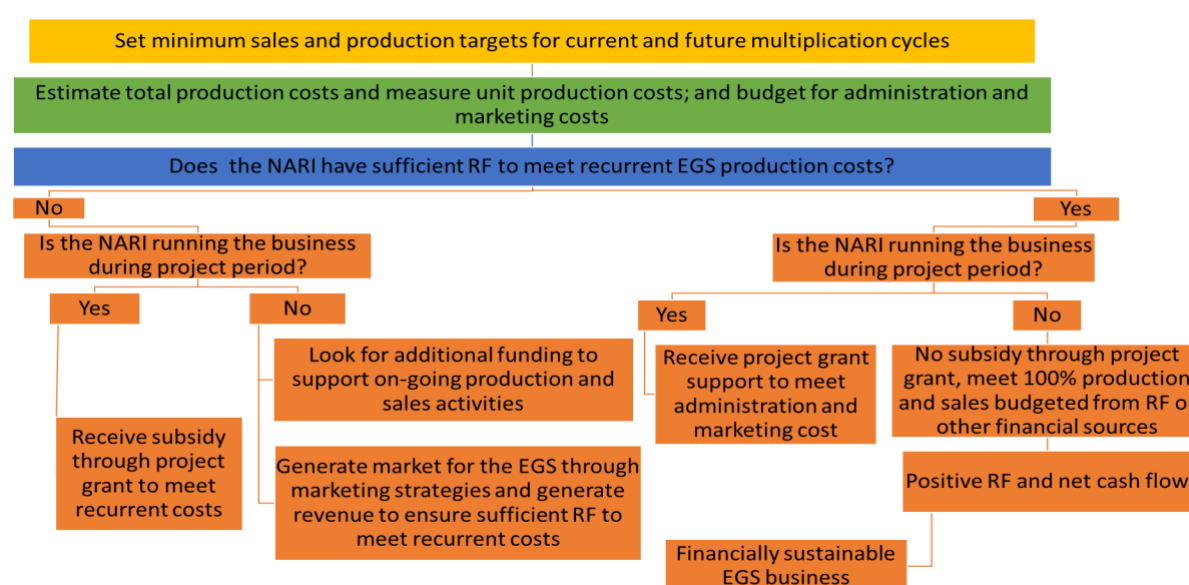 Set minimum sales and production targets for current and future multiplication cycles
Estimate total production costs and measure unit production costs; and budget for administration and
marketing costs
Does the NARI have sufficient RF to meet recurrent EGS production costs?
No
Is the NARI running the business
during project period?
Yes
No
Look for additional funding to
support on-going production and
sales activities
Receive subsidy
through project
grant to meet
recurrent costs
Generate market for the EGS through
marketing strategies and generate
revenue to ensure sufficient RF to
meet recurrent costs
Yes
Is the NARI running the business
during project period?
Yes
No
Receive project grant
support to meet
administration and
marketing cost
No subsidy through project
grant, meet 100% production
and sales budgeted from RF o
other financial sources
Positive RF and net cash flow
Financially sustainable
EGS business